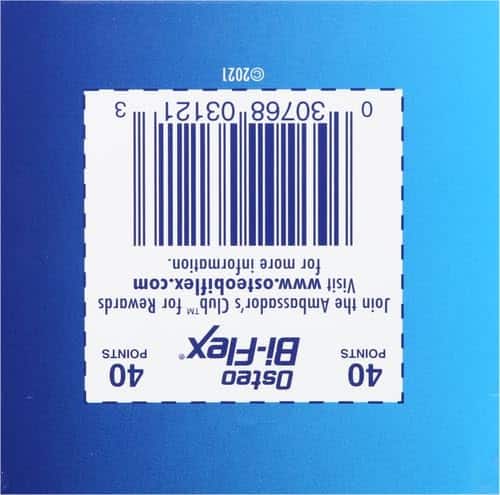 40 POINTS
Osteo
Bi-Flex®
40 POINTS
Join the Ambassador's Club™ for Rewards
Visit www.osteobiflex.com
for more information.
0 30768 03121 3
©2021